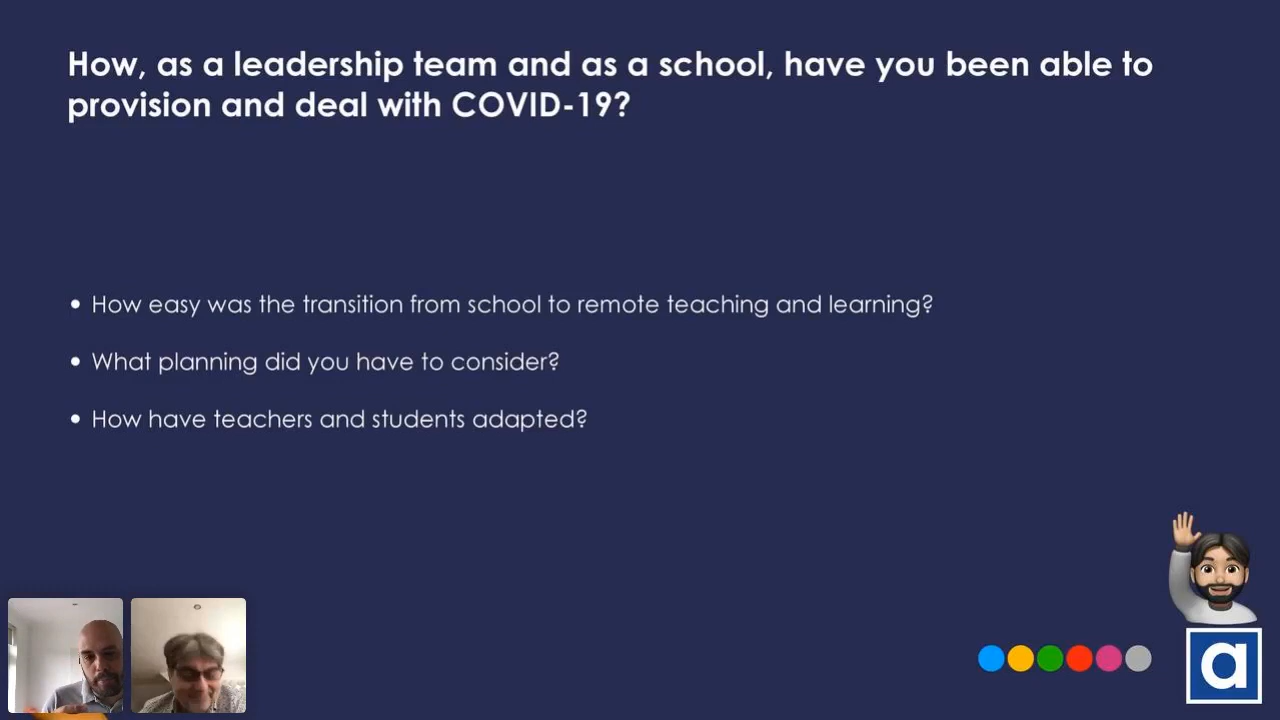 How, as a leadership team and as a school, have you been able to
provision and deal with COVID-19?
• How easy was the transition from school to remote teaching and learning?
• What planning did you have to consider?
• How have teachers and students adapted?
a